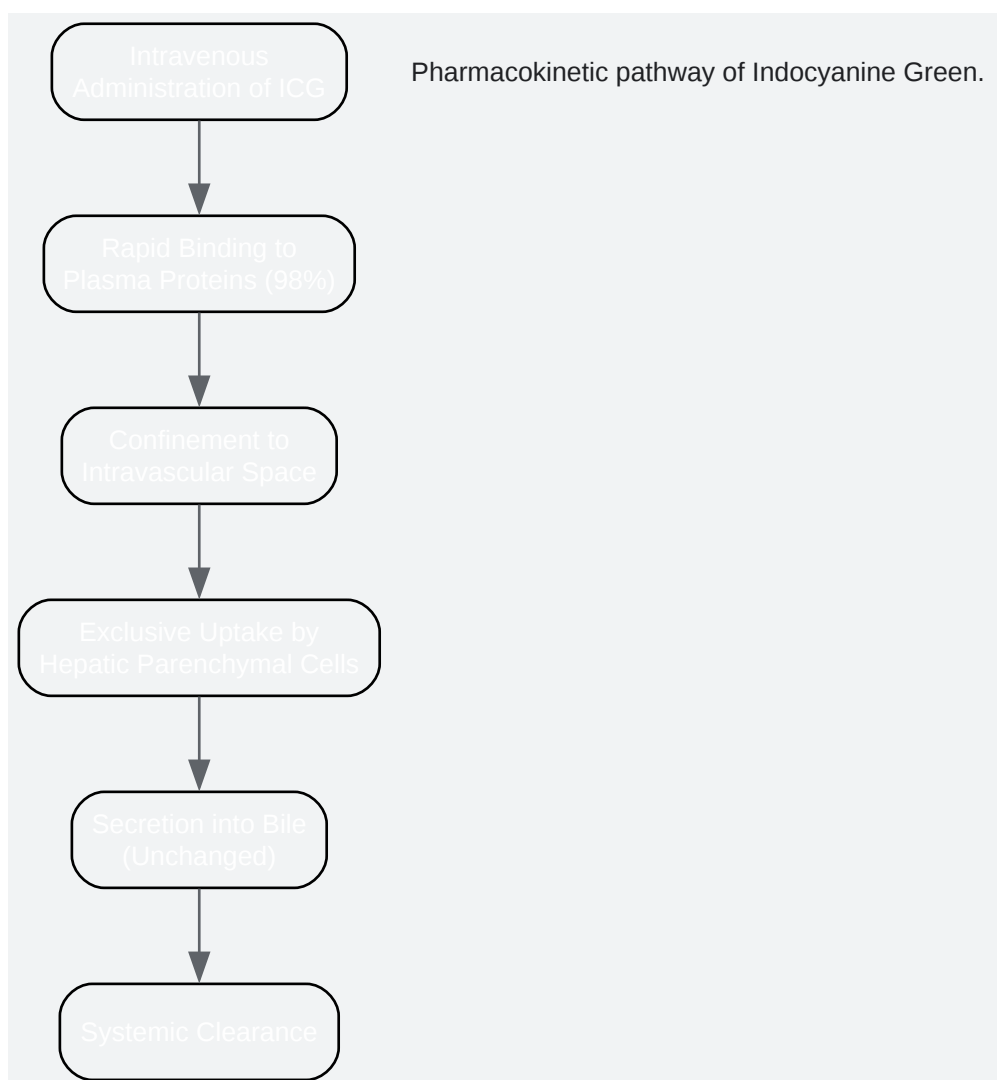 Intravenous
Administration of ICG
Pharmacokinetic pathway of Indocyanine Green.
Rapid Binding to
Plasma Proteins (98%)
Confinement to
Intravascular Space
Exclusive Uptake by
Hepatic Parenchymal Cells
Secretion into Bile
(Unchanged)
Systemic Clearance